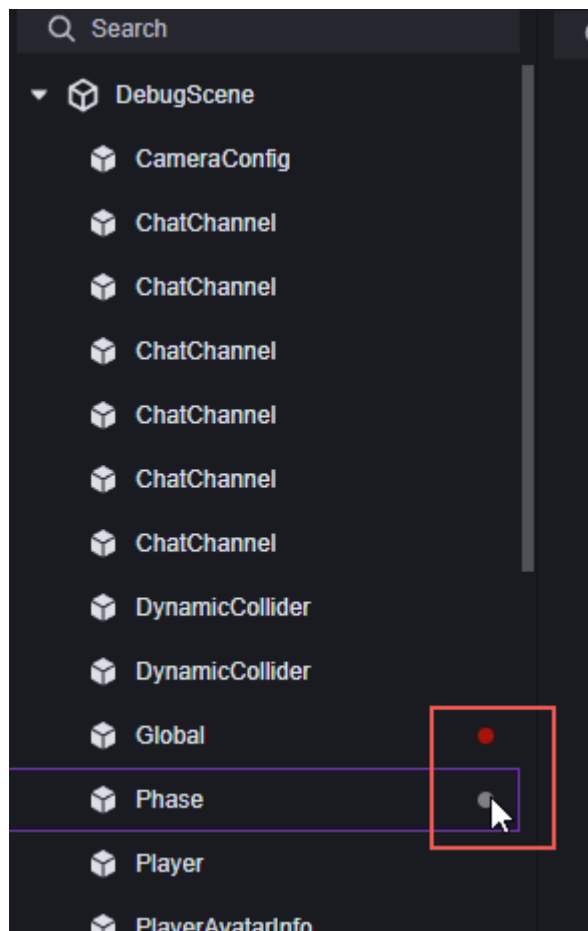 Search
DebugScene
CameraConfig
ChatChannel
ChatChannel
ChatChannel
ChatChannel
ChatChannel
ChatChannel
DynamicCollider
DynamicCollider
Global
Phase
Player
PlayerAvatarInfo